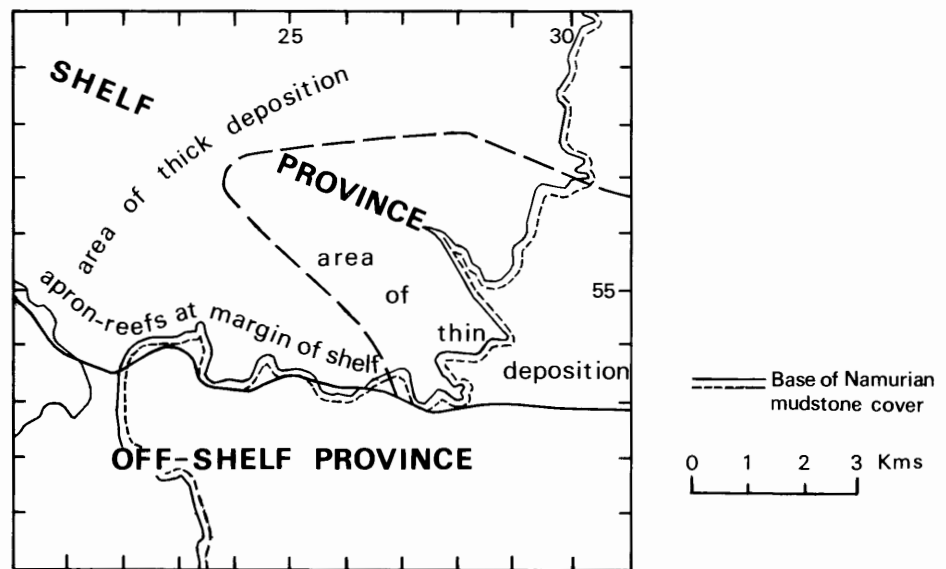 25
30
SHELF
area of thick deposition
PROVINCE
area
of
thin
deposition
55
apron-reefs at margin of shelf
OFF-SHELF PROVINCE
Base of Namurian
mudstone cover
0 1 2 3 Kms